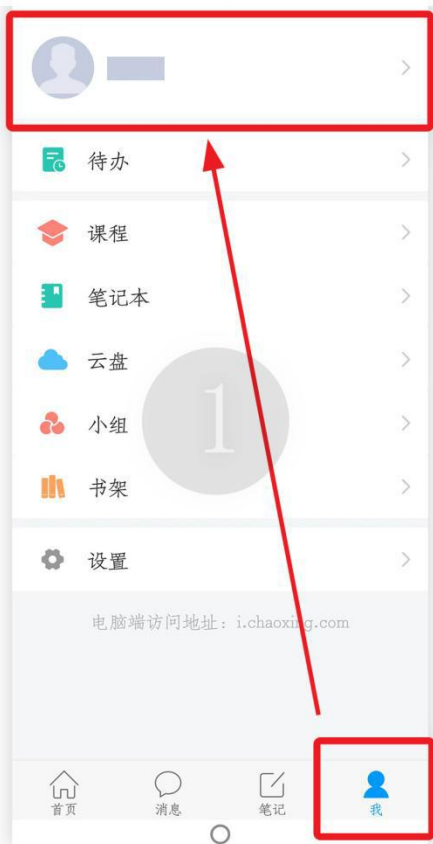 待办
课程
笔记本
云盘
小组
1
书架
设置
电脑端访问地址：i.chaoxing.com
首页
消息
笔记
我